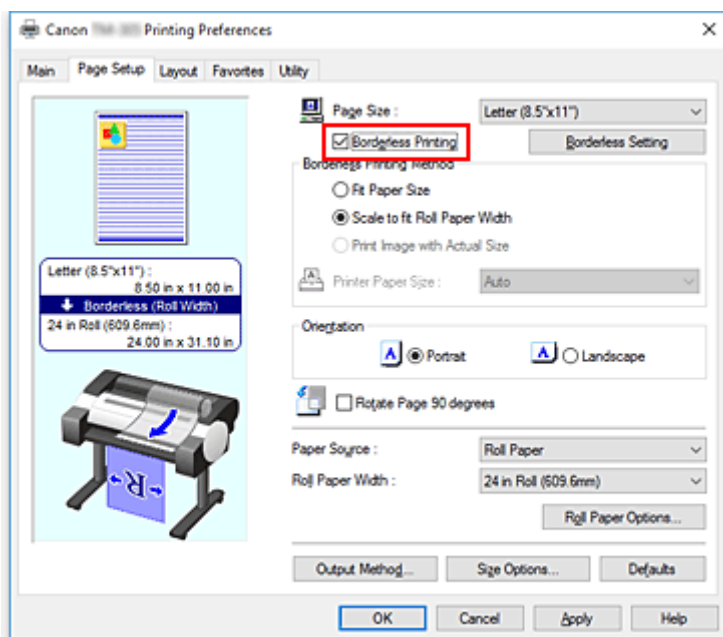 Canon Printing Preferences
Main Page Setup Layout Favorites Utility
Page Size : Letter (8.5"x11")
Borderless Printing Borderless Setting
Borderless Printing Method
Fit Paper Size
Scale to fit Roll Paper Width
Print Image with Actual Size
Printer Paper Size : Auto
Letter (8.5"x11") :
8.50 in x 11.00 in
Borderless (Roll Width)
24 in Roll (609.6mm) :
24.00 in x 31.10 in
Orientation
A Portrait A Landscape
Rotate Page 90 degrees
R
Paper Source : Roll Paper
Roll Paper Width : 24 in Roll (609.6mm)
Roll Paper Options...
Output Method... Size Options... Defaults
OK Cancel Apply Help